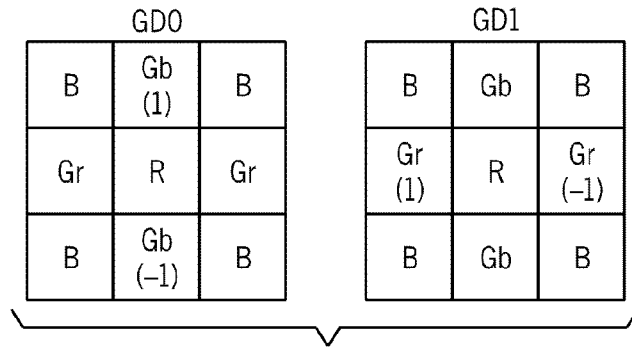 GD0 GD1
B Gb (1) B
Gr R Gr
B Gb (–1) B
B Gb B
Gr (1) R Gr (–1)
B Gb B